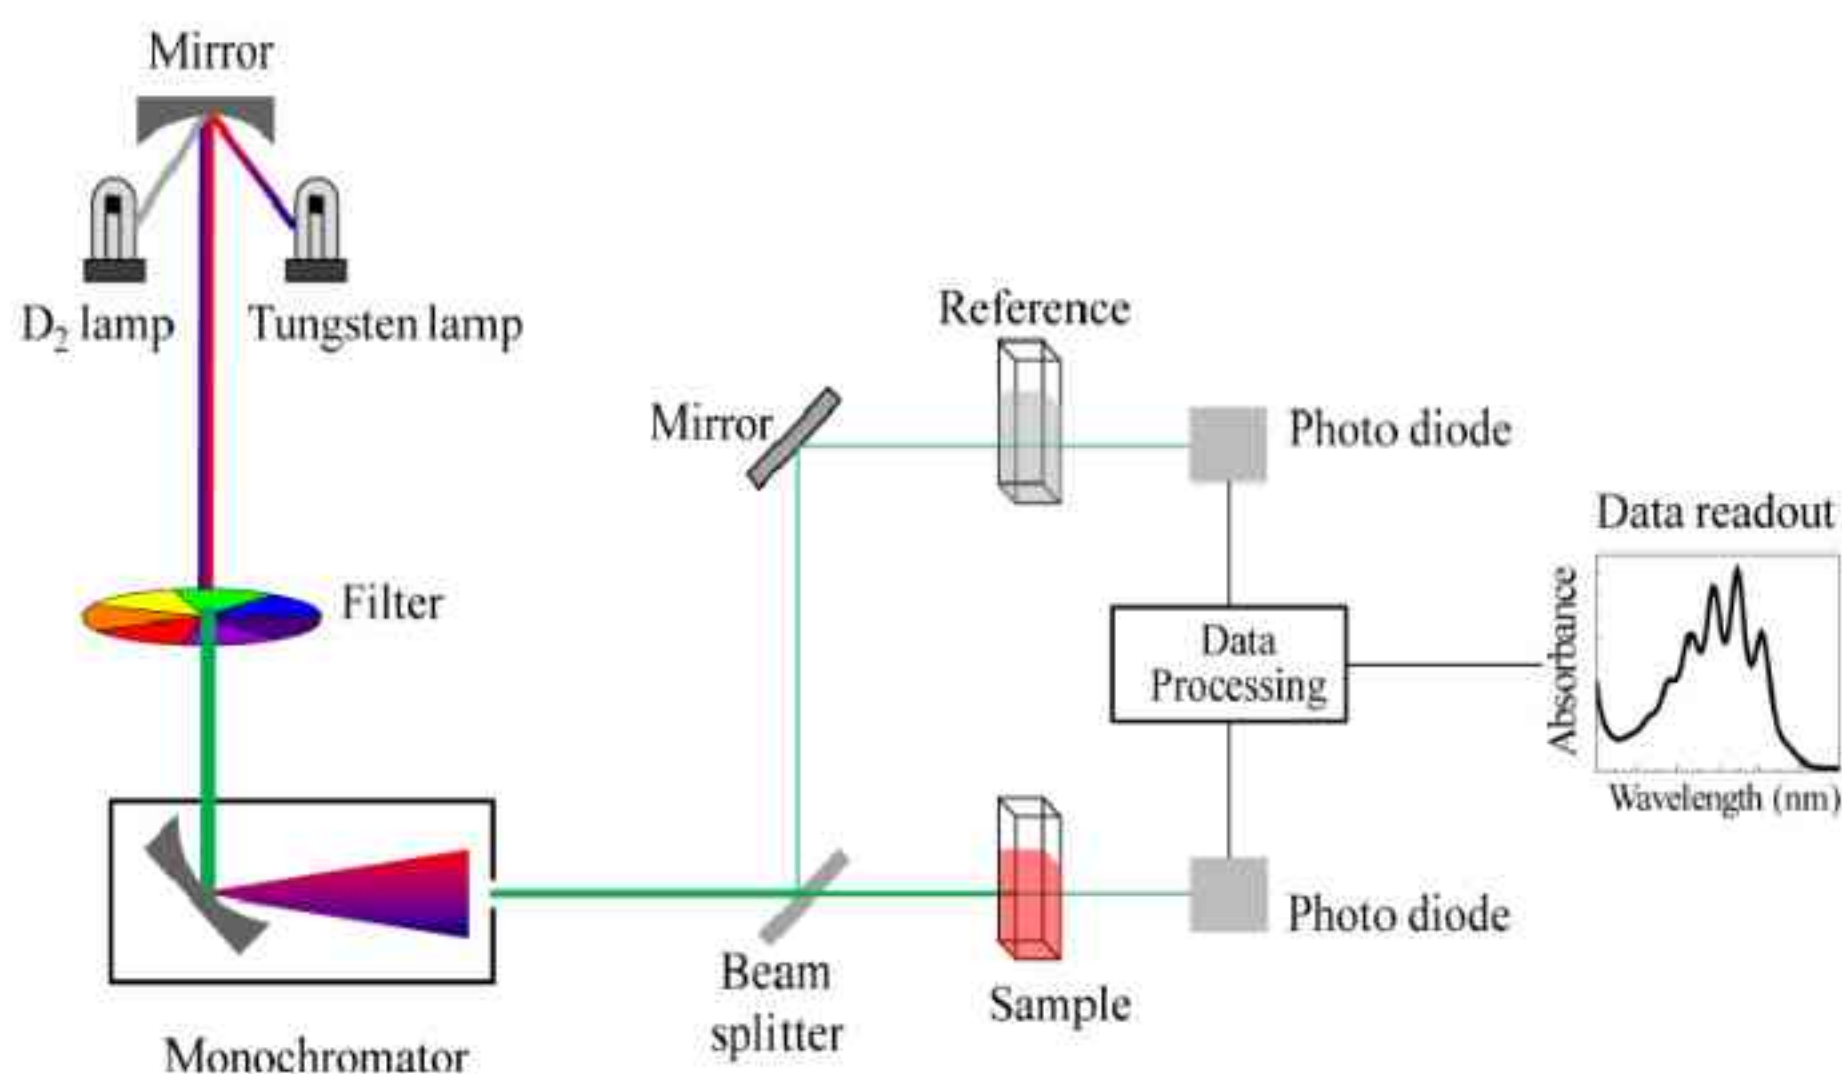 Mirror
D₂ lamp
Tungsten lamp
Filter
Monochromator
Mirror
Reference
Photo diode
Beam
splitter
Sample
Photo diode
Data
Processing
Data readout
Absorbance
Wavelength (nm)